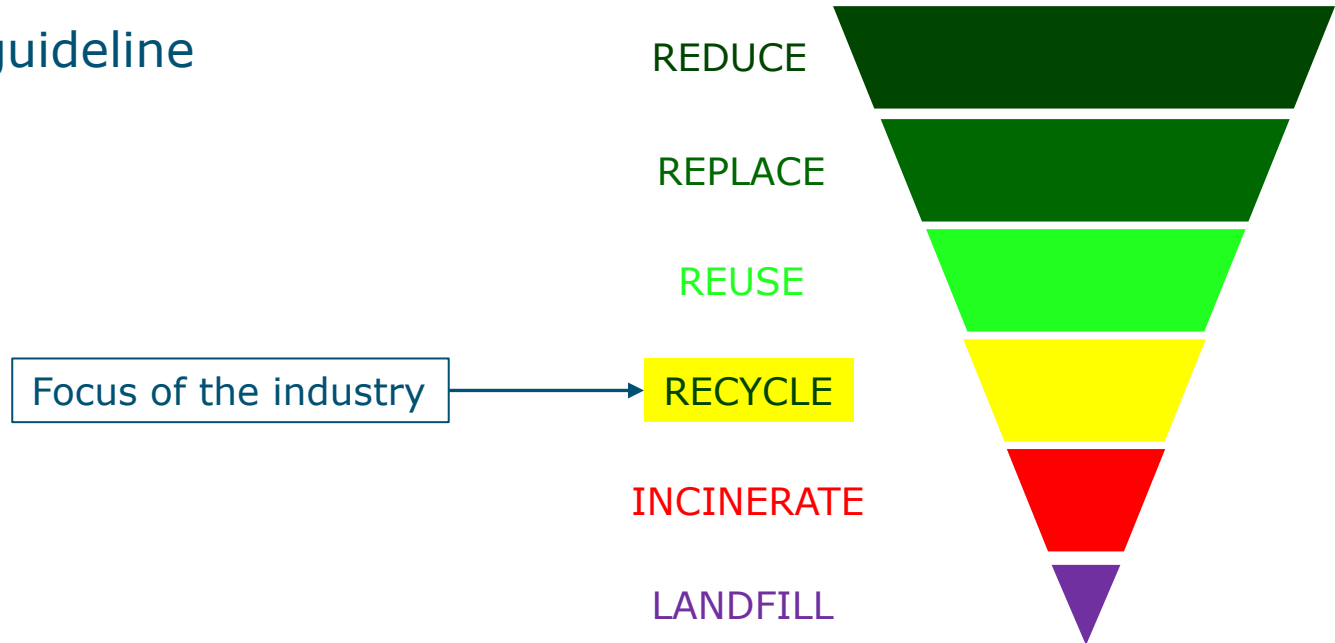 guideline
REDUCE
REPLACE
REUSE
Focus of the industry
RECYCLE
INCINERATE
LANDFILL